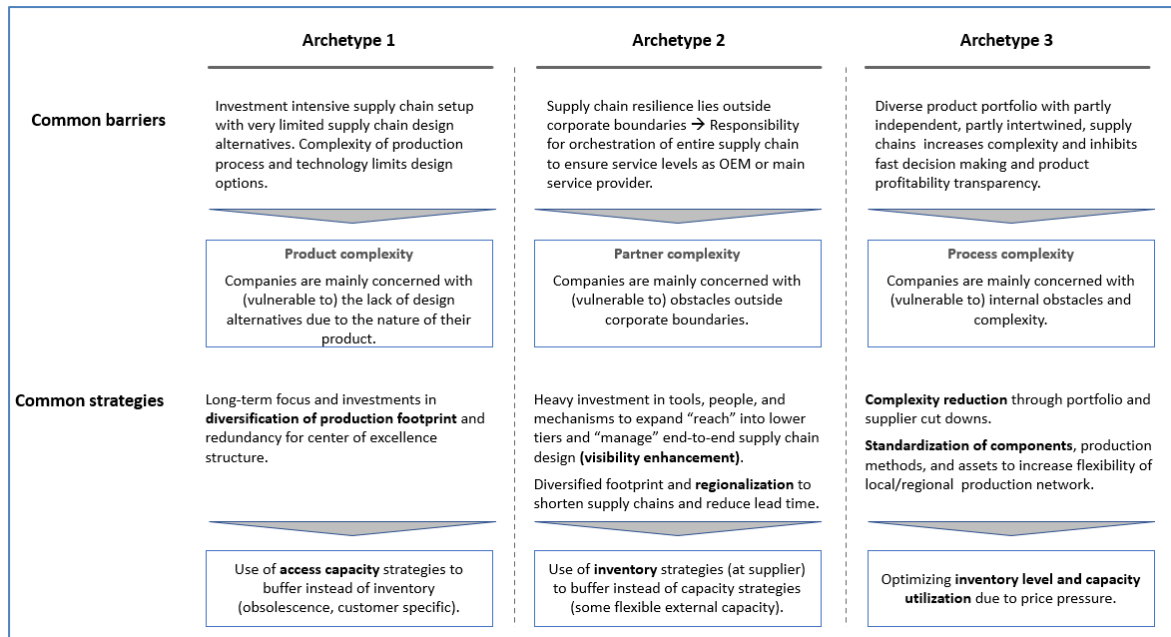 Archetype 1
Archetype 2
Archetype 3
Common barriers
Investment intensive supply chain setup
with very limited supply chain design
alternatives. Complexity of production
process and technology limits design
options.
Supply chain resilience lies outside
corporate boundaries → Responsibility
for orchestration of entire supply chain
to ensure service levels as OEM or main
service provider.
Diverse product portfolio with partly
independent, partly intertwined, supply
chains increases complexity and inhibits
fast decision making and product
profitability transparency.
Product complexity
Companies are mainly concerned with
(vulnerable to) the lack of design
alternatives due to the nature of their
product.
Partner complexity
Companies are mainly concerned with
(vulnerable to) obstacles outside
corporate boundaries.
Process complexity
Companies are mainly concerned with
(vulnerable to) internal obstacles and
complexity.
Common strategies
Long-term focus and investments in
diversification of production footprint and
redundancy for center of excellence
structure.
Heavy investment in tools, people, and
mechanisms to expand “reach” into lower
tiers and “manage” end-to-end supply chain
design (visibility enhancement).
Diversified footprint and regionalization to
shorten supply chains and reduce lead time.
Complexity reduction through portfolio and
supplier cut downs.
Standardization of components, production
methods, and assets to increase flexibility of
local/regional production network.
Use of access capacity strategies to
buffer instead of inventory
(obsolescence, customer specific).
Use of inventory strategies (at supplier)
to buffer instead of capacity strategies
(some flexible external capacity).
Optimizing inventory level and capacity
utilization due to price pressure.